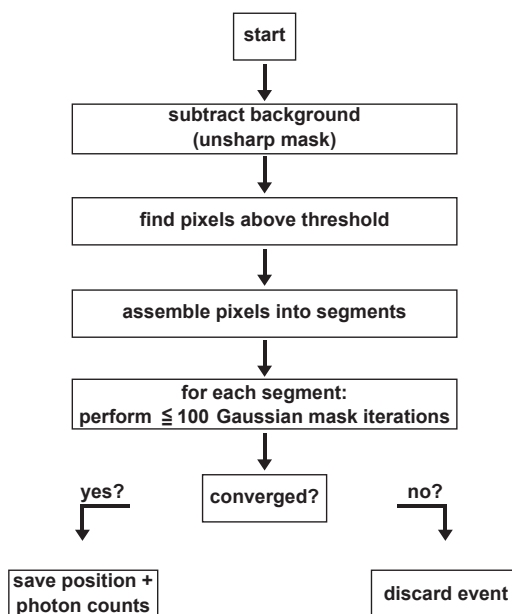 start
subtract background
(unsharp mask)
find pixels above threshold
assemble pixels into segments
for each segment:
perform ≦ 100 Gaussian mask iterations
yes?
converged?
no?
save position +
photon counts
discard event